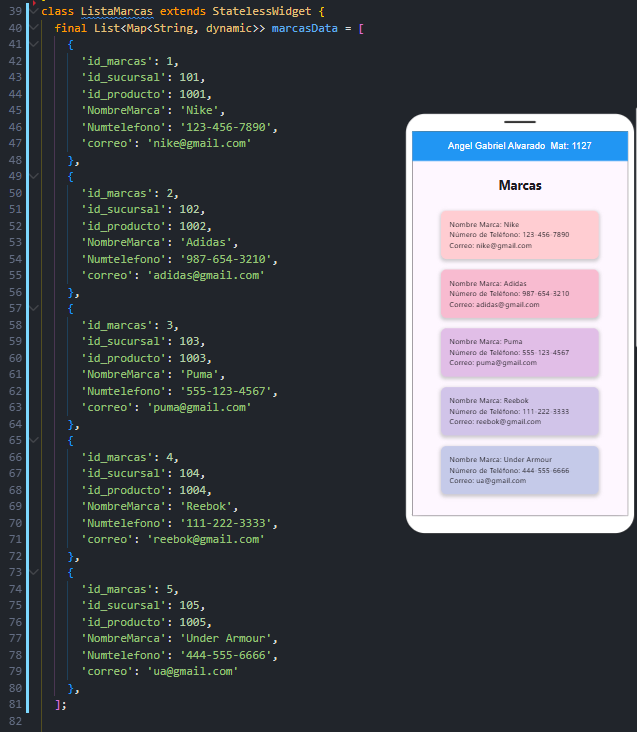 39 class ListaMarcas extends StatelessWidget {
40 final List<Map<String, dynamic>> marcasData = [
41 {
42 'id_marcas': 1,
43 'id_sucursal': 101,
44 'id_producto': 1001,
45 'NombreMarca': 'Nike',
46 'Numtelefono': '123-456-7890',
47 'correo': 'nike@gmail.com'
48 },
49 {
50 'id_marcas': 2,
51 'id_sucursal': 102,
52 'id_producto': 1002,
53 'NombreMarca': 'Adidas',
54 'Numtelefono': '987-654-3210',
55 'correo': 'adidas@gmail.com'
56 },
57 {
58 'id_marcas': 3,
59 'id_sucursal': 103,
60 'id_producto': 1003,
61 'NombreMarca': 'Puma',
62 'Numtelefono': '555-123-4567',
63 'correo': 'puma@gmail.com'
64 },
65 {
66 'id_marcas': 4,
67 'id_sucursal': 104,
68 'id_producto': 1004,
69 'NombreMarca': 'Reebok',
70 'Numtelefono': '111-222-3333',
71 'correo': 'reebok@gmail.com'
72 },
73 {
74 'id_marcas': 5,
75 'id_sucursal': 105,
76 'id_producto': 1005,
77 'NombreMarca': 'Under Armour',
78 'Numtelefono': '444-555-6666',
79 'correo': 'ua@gmail.com'
80 },
81 ];
82
Angel Gabriel Alvarado Mat: 1127
Marcas
Nombre Marca: Nike
Número de Teléfono: 123-456-7890
Correo: nike@gmail.com
Nombre Marca: Adidas
Número de Teléfono: 987-654-3210
Correo: adidas@gmail.com
Nombre Marca: Puma
Número de Teléfono: 555-123-4567
Correo: puma@gmail.com
Nombre Marca: Reebok
Número de Teléfono: 111-222-3333
Correo: reebok@gmail.com
Nombre Marca: Under Armour
Número de Teléfono: 444-555-6666
Correo: ua@gmail.com